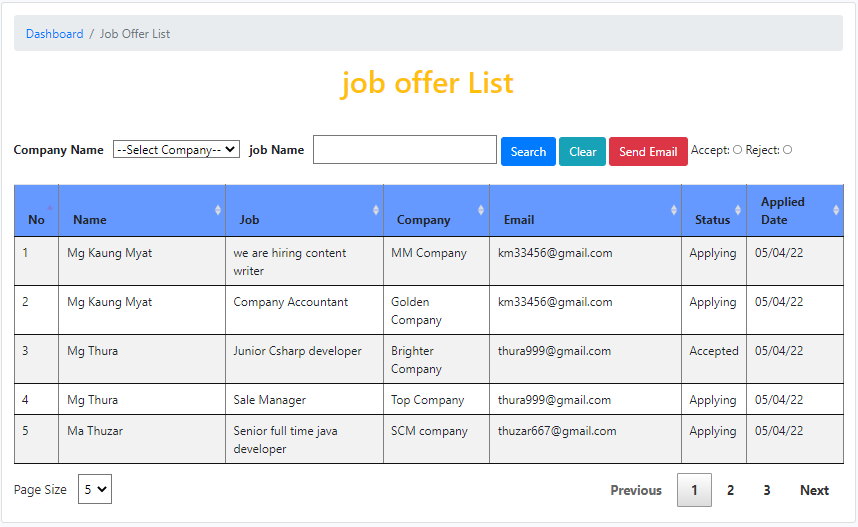 Dashboard / Job Offer List
job offer List
Company Name --Select Company-- job Name Search Clear Send Email Accept: Reject:
No Name Job Company Email Status Applied Date
1 Mg Kaung Myat we are hiring content writer MM Company km33456@gmail.com Applying 05/04/22
2 Mg Kaung Myat Company Accountant Golden Company km33456@gmail.com Applying 05/04/22
3 Mg Thura Junior Csharp developer Brighter Company thura999@gmail.com Accepted 05/04/22
4 Mg Thura Sale Manager Top Company thura999@gmail.com Applying 05/04/22
5 Ma Thuzar Senior full time java developer SCM company thuzar667@gmail.com Applying 05/04/22
Page Size 5 Previous 1 2 3 Next